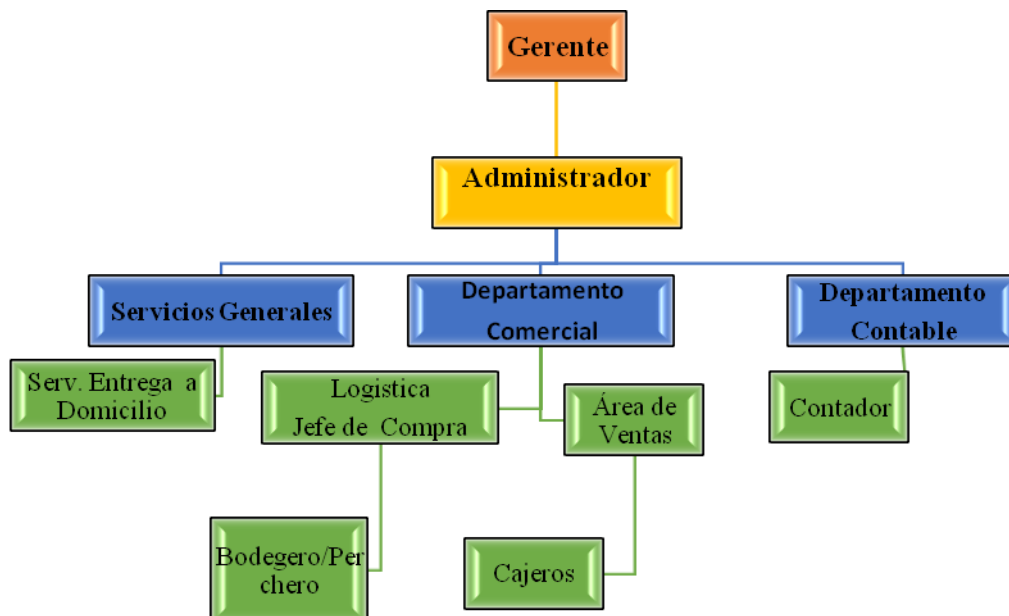 Gerente
Administrador
Servicios Generales
Departamento
Comercial
Departamento
Contable
Serv. Entrega a
Domicilio
Logistica
Jefe de Compra
Área de
Ventas
Contador
Bodegero/Per
chero
Cajeros